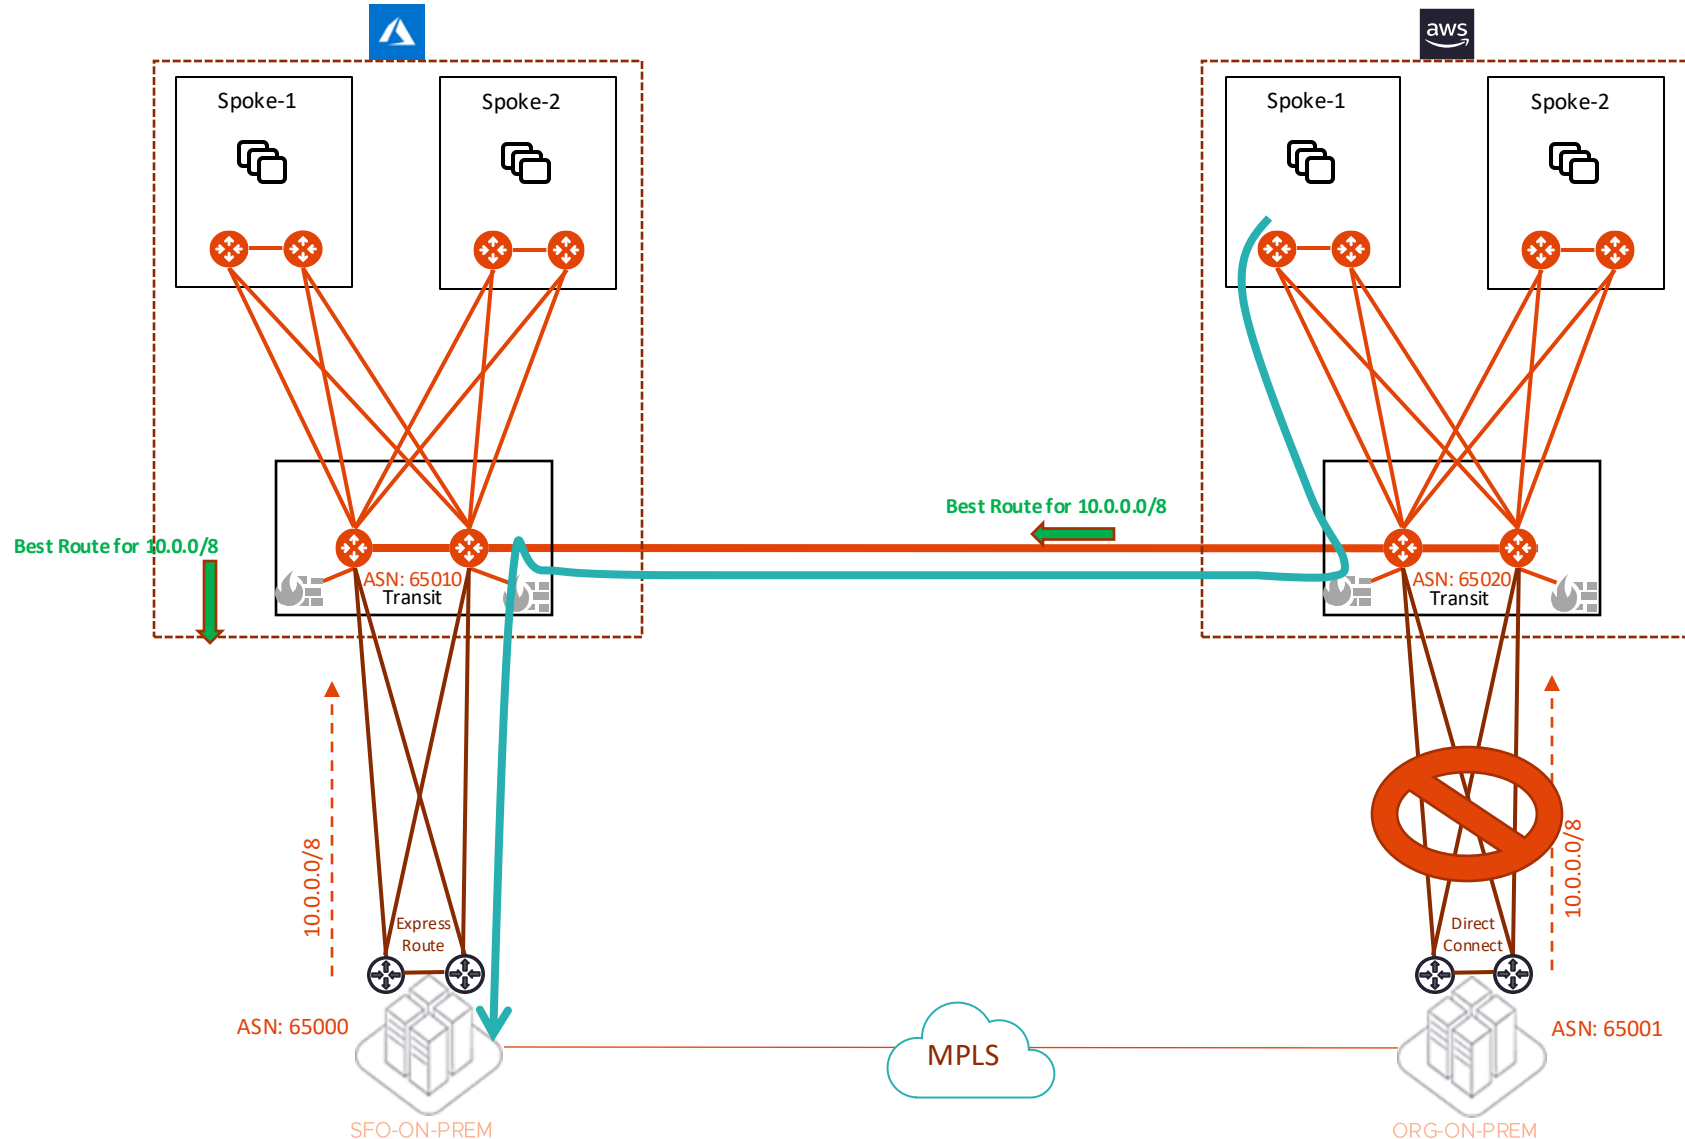 aws
Spoke-1
Spoke-2
Spoke-1
Spoke-2
Best Route for 10.0.0.0/8
Best Route for 10.0.0/8
ASN: 65010
Transit
ASN: 65020
Transit
10.0.0.0/8
10.0.0.0/8
Express
Route
Direct
Connect
ASN: 65000
MPLS
ASN: 65001
SFO-ON-PREM
ORG-ON-PREM